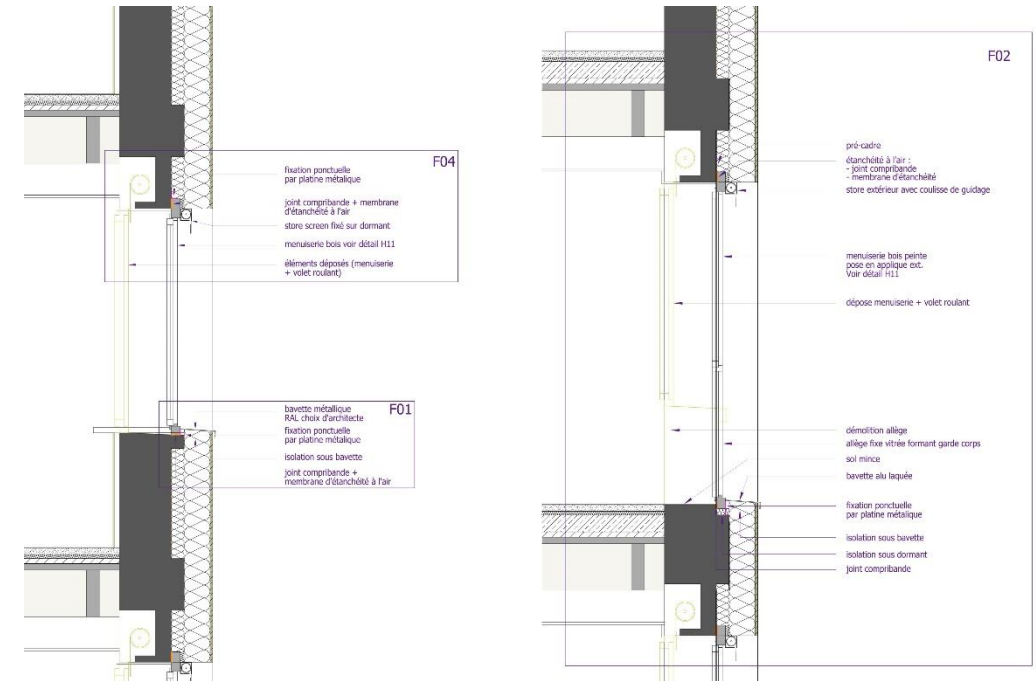 F04
fixation ponctuelle
par platine métalique
joint compribande + membrane
d'étanchéité à l'air
store screen fixé sur dormant
menuiserie bois voir détail H11
éléments déposés (menuiserie
+ volet roulant)
F01
bavette métallique
RAL choix d'architecte
fixation ponctuelle
par platine métalique
isolation sous bavette
joint compribande +
membrane d'étanchéité à l'air
F02
pré-cadre
étanchéité à l'air :
- joint compribande
- membrane d'étanchéité
store extérieur avec coulisse de guidage
menuiserie bois peinte
pose en applique ext.
Voir détail H11
dépose menuiserie + volet roulant
démolition allège
allège fixe vitrée formant garde corps
sol mince
bavette alu laquée
fixation ponctuelle
par platine métalique
isolation sous bavette
isolation sous dormant
joint compribande